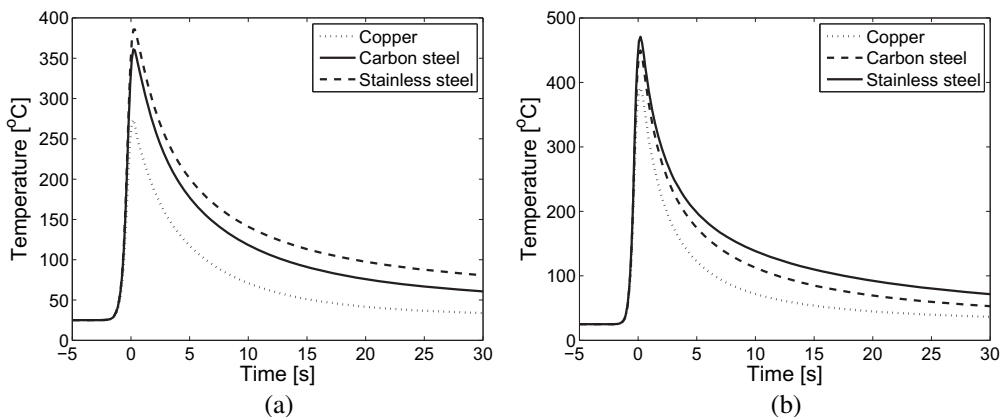 400
350
300
250
200
150
100
50
0
Temperature [°C]
−5 0 5 10 15 20 25 30
Time [s]
Copper
Carbon steel
Stainless steel
(a)
500
400
300
200
100
0
Temperature [°C]
−5 0 5 10 15 20 25 30
Time [s]
Copper
Carbon steel
Stainless steel
(b)